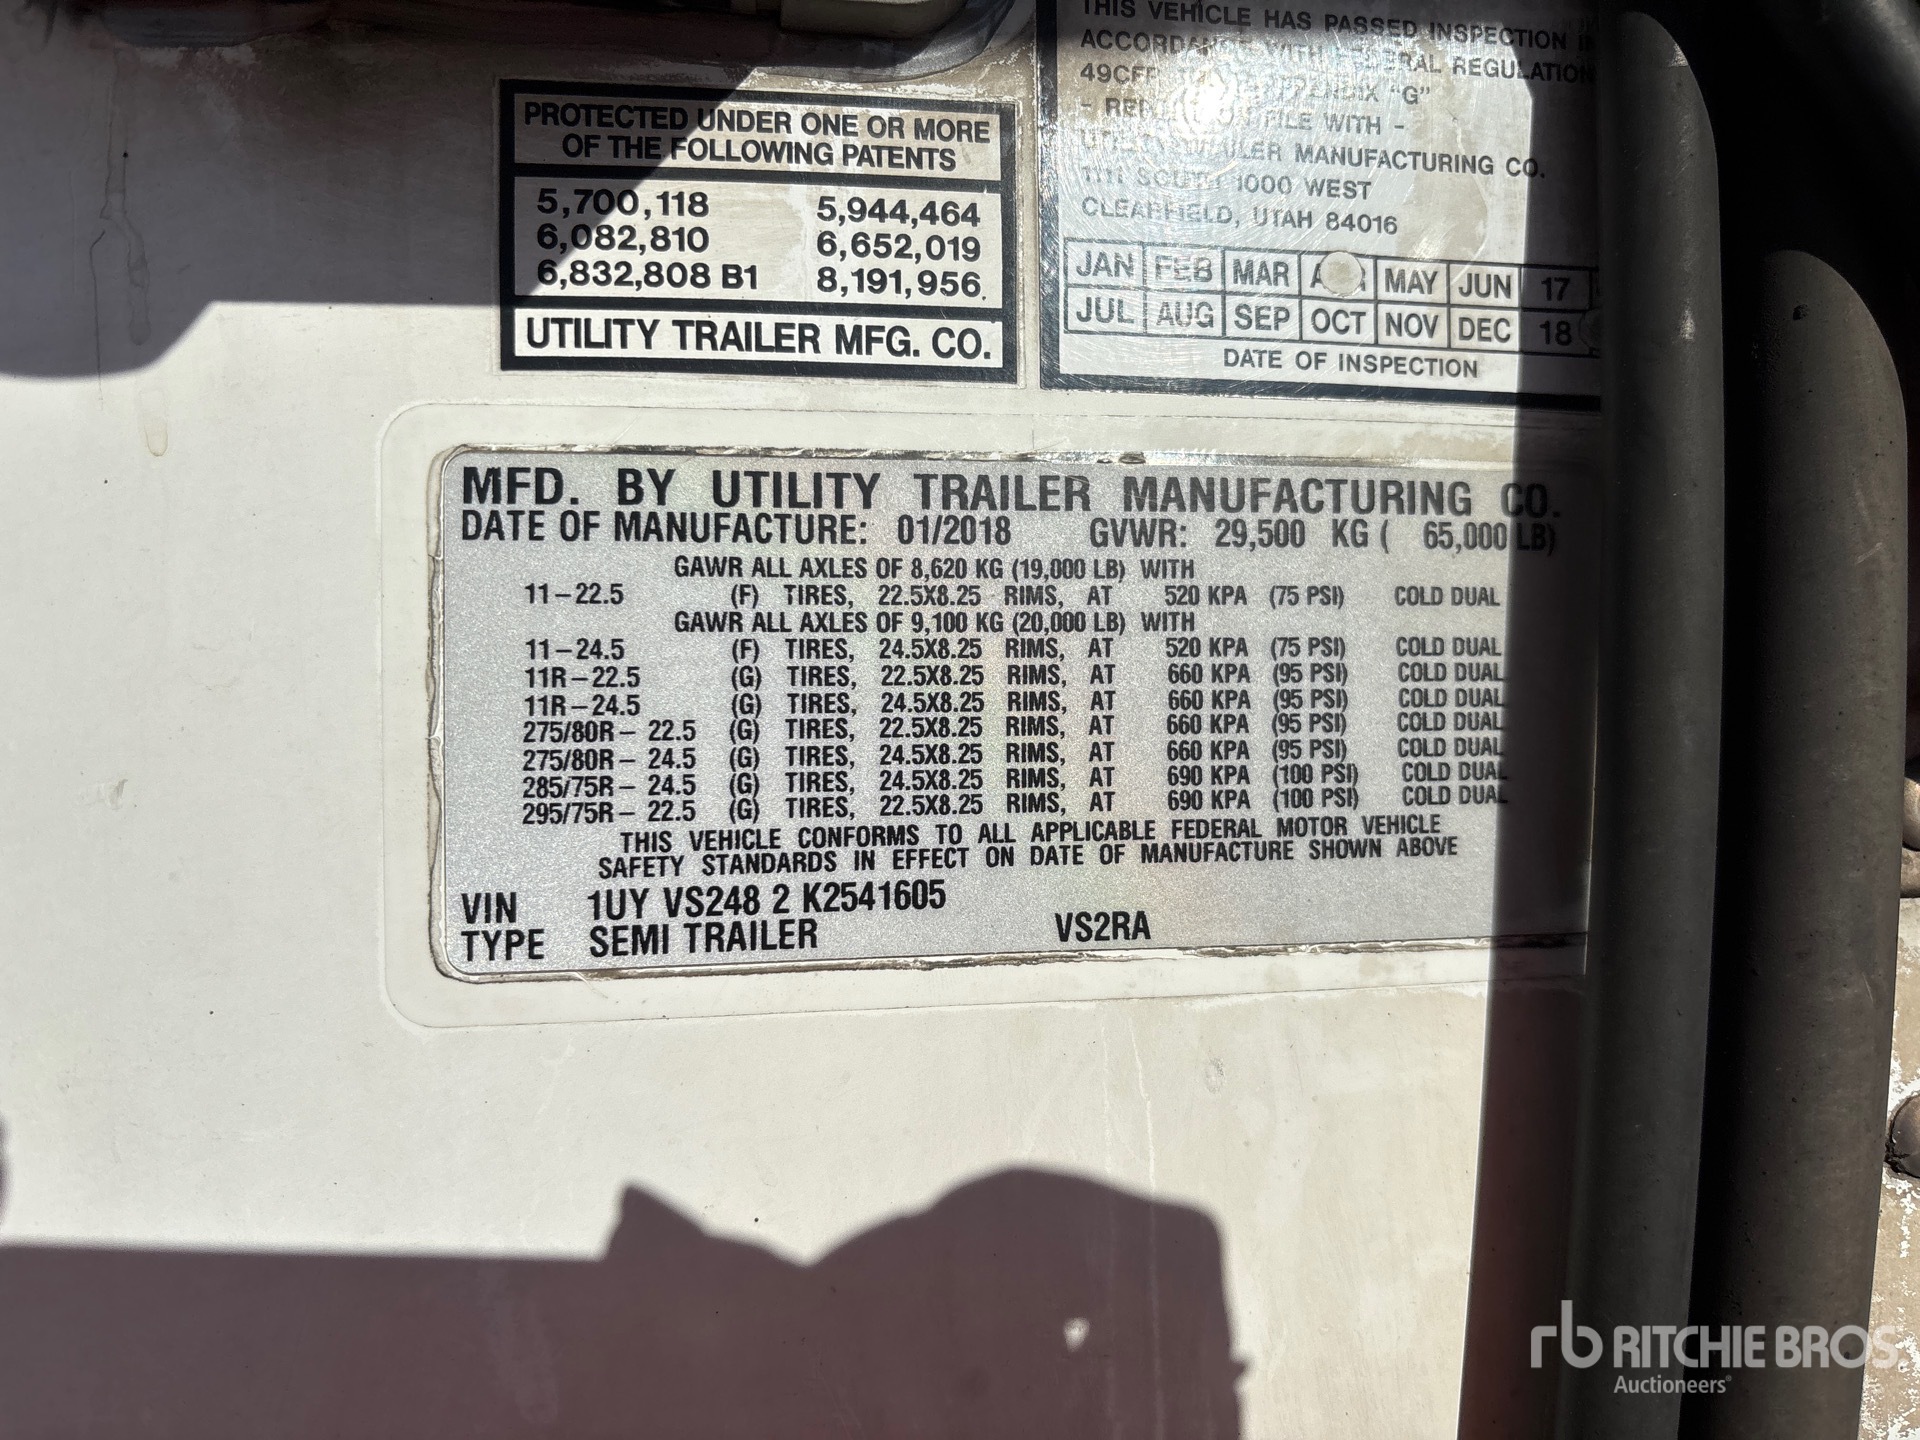 PROTECTED UNDER ONE OR MORE
OF THE FOLLOWING PATENTS
5,700,118 5,944,464
6,082,810 6,652,019
6,832,808 B1 8,191,956.
UTILITY TRAILER MFG. CO.
THIS VEHICLE HAS PASSED INSPECTION
ACCORDANCE WITH FEDERAL REGULATION
49CFR APPENDIX "G"
- REPORT ON FILE WITH -
UTILITY TRAILER MANUFACTURING CO.
1111 SOUTH 1000 WEST
CLEARFIELD, UTAH 84016
JAN FEB MAR MAY JUN 17
JUL AUG SEP OCT NOV DEC 18
DATE OF INSPECTION
MFD. BY UTILITY TRAILER MANUFACTURING CO.
DATE OF MANUFACTURE: 01/2018 GVWR: 29,500 KG ( 65,000 LB)
GAWR ALL AXLES OF 8,620 KG (19,000 LB) WITH
11-22.5 (F) TIRES, 22.5X8.25 RIMS, AT 520 KPA (75 PSI) COLD DUAL
GAWR ALL AXLES OF 9,100 KG (20,000 LB) WITH
11-24.5 (F) TIRES, 24.5X8.25 RIMS, AT 520 KPA (75 PSI) COLD DUAL
11R-22.5 (G) TIRES, 22.5X8.25 RIMS, AT 660 KPA (95 PSI) COLD DUAL
11R-24.5 (G) TIRES, 24.5X8.25 RIMS, AT 660 KPA (95 PSI) COLD DUAL
275/80R- 22.5 (G) TIRES, 22.5X8.25 RIMS, AT 660 KPA (95 PSI) COLD DUAL
275/80R- 24.5 (G) TIRES, 24.5X8.25 RIMS, AT 660 KPA (95 PSI) COLD DUAL
285/75R- 24.5 (G) TIRES, 24.5X8.25 RIMS, AT 690 KPA (100 PSI) COLD DUAL
295/75R- 22.5 (G) TIRES, 22.5X8.25 RIMS, AT 690 KPA (100 PSI) COLD DUAL
THIS VEHICLE CONFORMS TO ALL APPLICABLE FEDERAL MOTOR VEHICLE
SAFETY STANDARDS IN EFFECT ON DATE OF MANUFACTURE SHOWN ABOVE
VIN 1UY VS248 2 K2541605
TYPE SEMI TRAILER VS2RA
rb RITCHIE BROS.
Auctioneers®